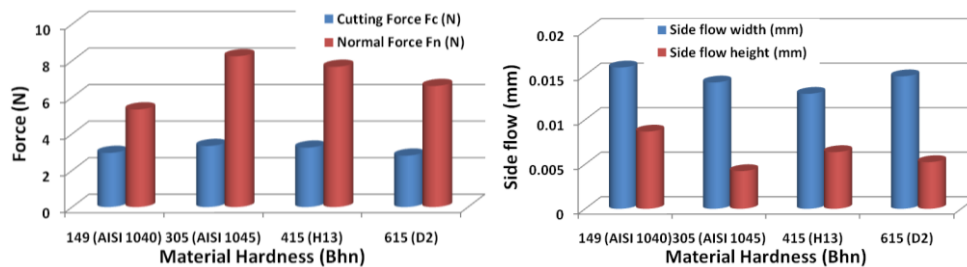 Cutting Force Fc (N)
Normal Force Fn (N)
10
8
6
4
2
0
Force (N)
149 (AISI 1040) 305 (AISI 1045) 415 (H13) 615 (D2)
Material Hardness (Bhn)
Side flow width (mm)
Side flow height (mm)
0.02
0.015
0.01
0.005
0
Side flow (mm)
149 (AISI 1040)305 (AISI 1045) 415 (H13) 615 (D2)
Material Hardness (Bhn)